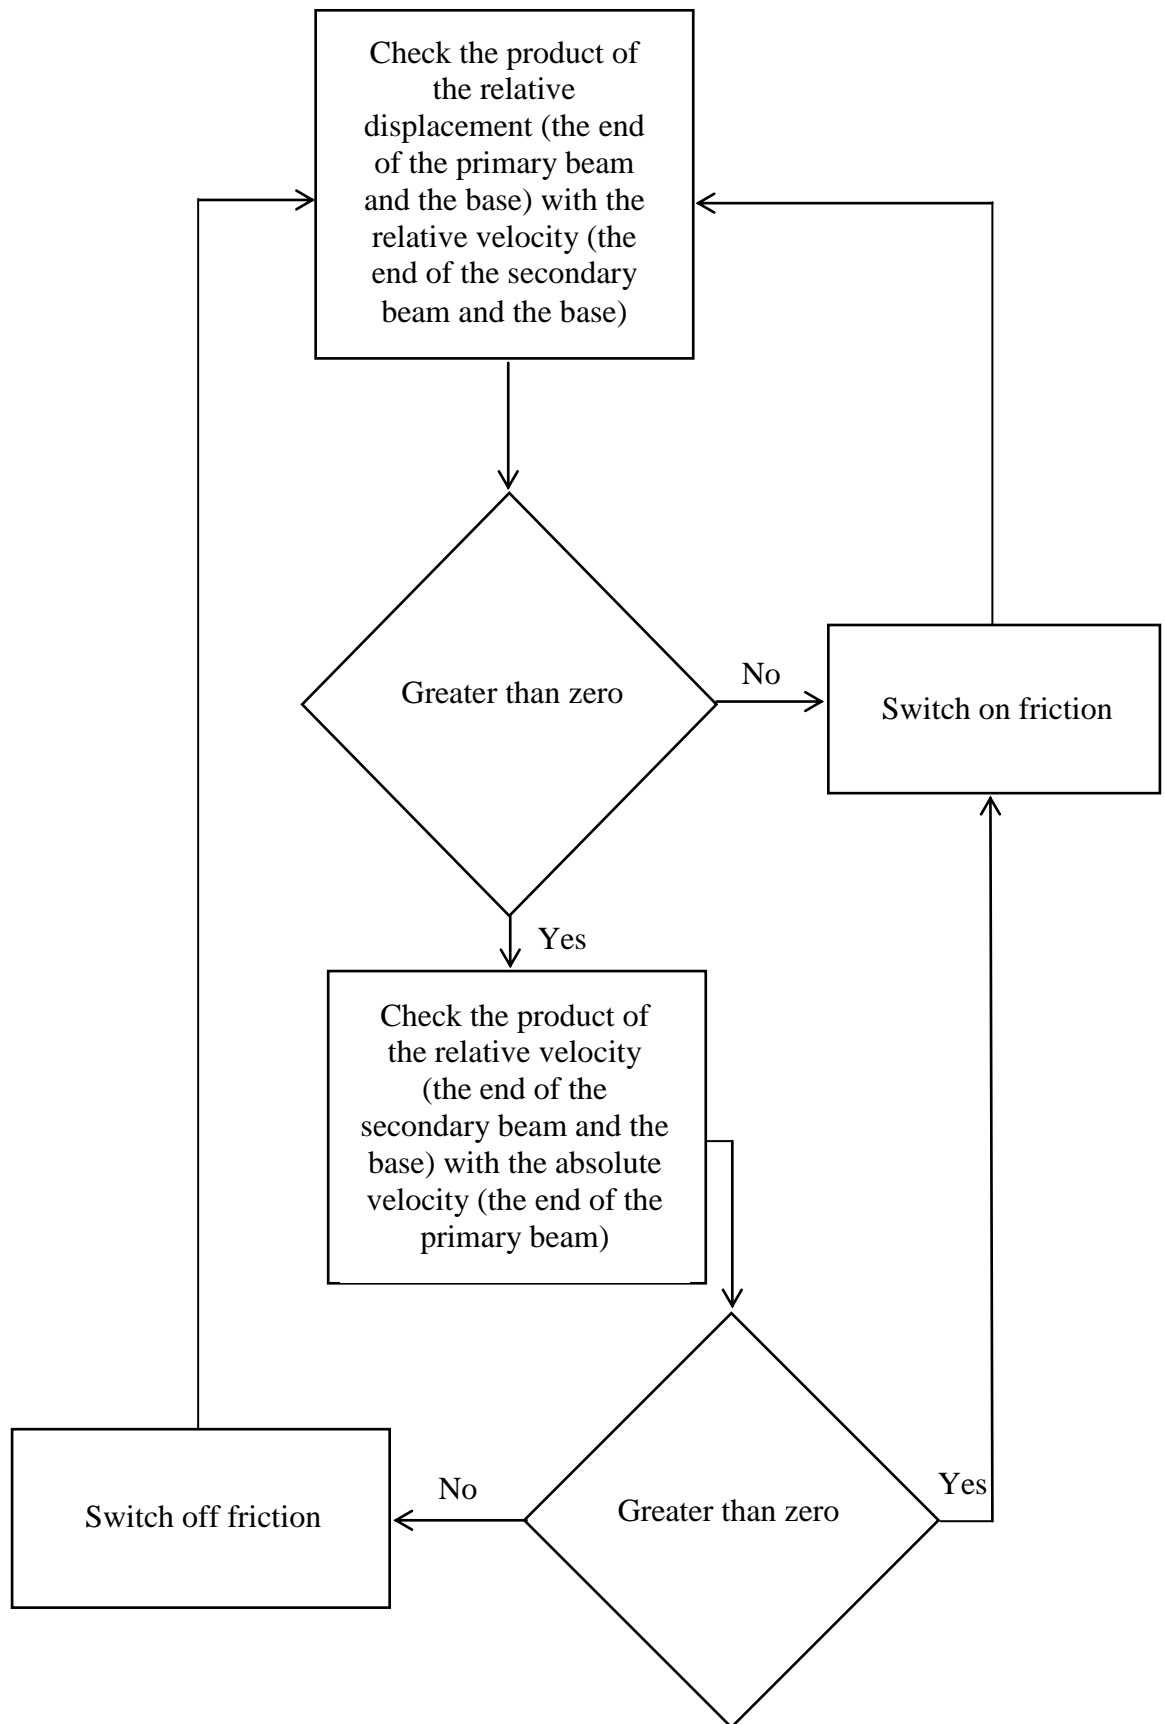 Check the product of
the relative
displacement (the end
of the primary beam
and the base) with the
relative velocity (the
end of the secondary
beam and the base)
Greater than zero
No
Switch on friction
Yes
Check the product of
the relative velocity
(the end of the
secondary beam and the
base) with the absolute
velocity (the end of the
primary beam)
Switch off friction
No
Greater than zero
Yes